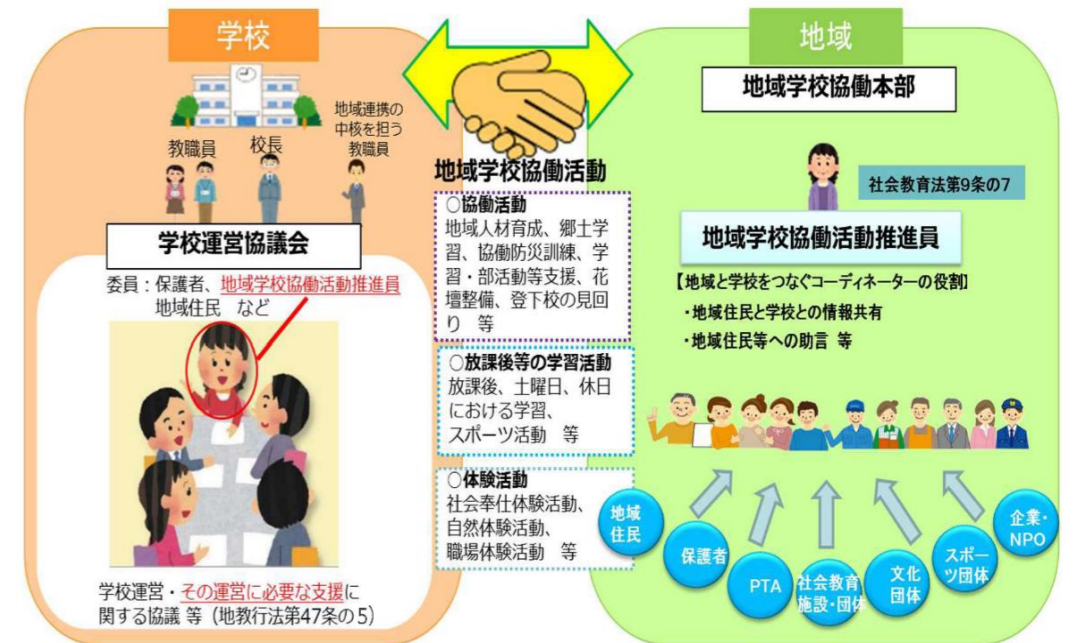 学校
地域連携の
中核を担う
教職員
教職員
校長
学校運営協議会
委員：保護者、地域学校協働活動推進員
地域住民　など
学校運営・その運営に必要な支援に
関する協議 等（地教行法第47条の5）
地域学校協働活動
○協働活動
地域人材育成、郷土学
習、協働防災訓練、学
習・部活動等支援、花
壇整備、登下校の見回
り　等
○放課後等の学習活動
放課後、土曜日、休日
における学習、
スポーツ活動　等
○体験活動
社会奉仕体験活動、
自然体験活動、
職場体験活動　等
地域
地域学校協働本部
社会教育法第9条の7
地域学校協働活動推進員
【地域と学校をつなぐコーディネーターの役割】
・地域住民と学校との情報共有
・地域住民等への助言 等
地域
住民
保護者
PTA
社会教育
施設・団体
文化
団体
スポー
ツ団体
企業・
NPO